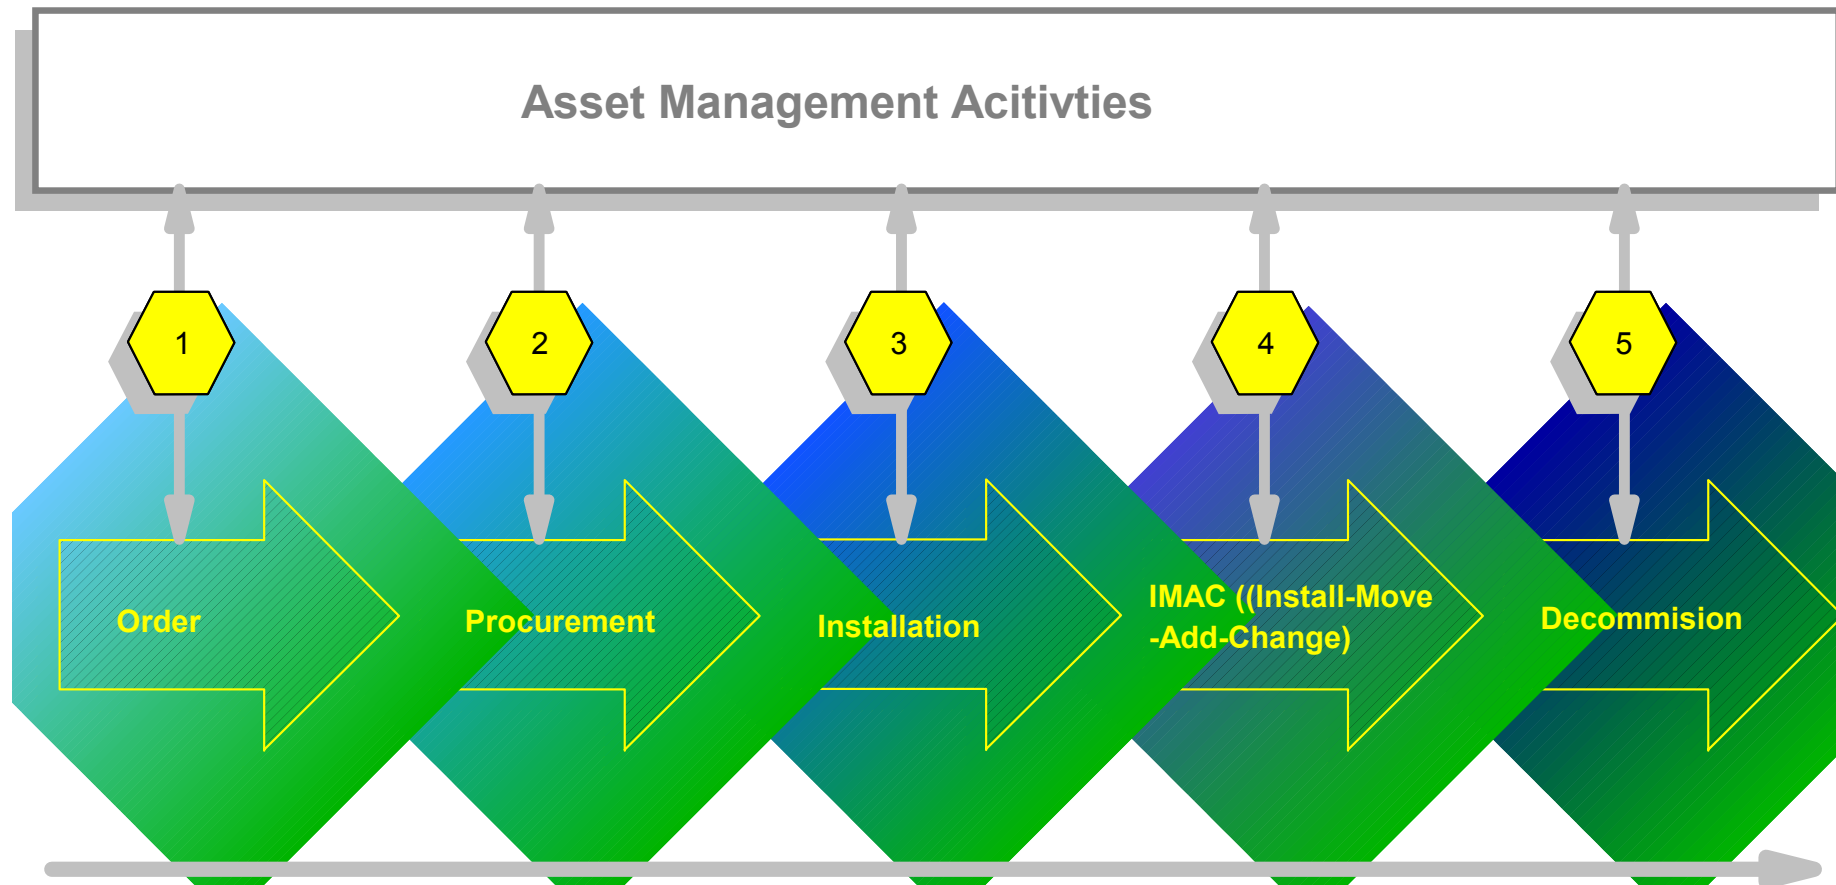 Asset Management Acitivties
1
2
3
4
5
Order
Procurement
Installation
IMAC ((Install-Move
-Add-Change)
Decommision